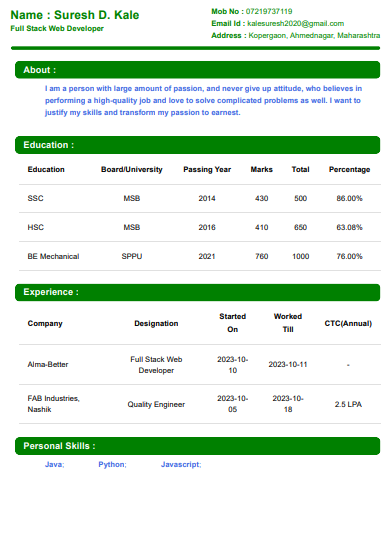 Name : Suresh D. Kale
Full Stack Web Developer
Mob No : 07219737119
Email Id : kalesuresh2020@gmail.com
Address : Kopergaon, Ahmednagar, Maharashtra
About :
I am a person with large amount of passion, and never give up attitude, who believes in
performing a high-quality job and love to solve complicated problems as well. I want to
justify my skills and transform my passion to earnest.
Education :
Education Board/University Passing Year Marks Total Percentage
SSC MSB 2014 430 500 86.00%
HSC MSB 2016 410 650 63.08%
BE Mechanical SPPU 2021 760 1000 76.00%
Experience :
Company Designation Started On Worked Till CTC(Annual)
Alma-Better Full Stack Web Developer 2023-10-10 2023-10-11 -
FAB Industries, Nashik Quality Engineer 2023-10-05 2023-10-18 2.5 LPA
Personal Skills :
Java; Python; Javascript;